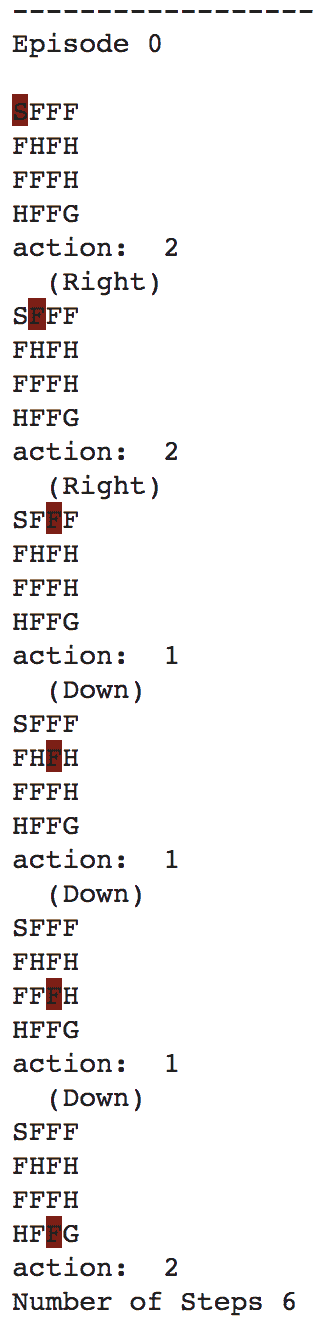 ------------------
Episode 0
SFFF
FHFH
FFFH
HFFG
action:  2
  (Right)
SFFF
FHFH
FFFH
HFFG
action:  2
  (Right)
SFFF
FHFH
FFFH
HFFG
action:  1
  (Down)
SFFF
FHFH
FFFH
HFFG
action:  1
  (Down)
SFFF
FHFH
FFFH
HFFG
action:  1
  (Down)
SFFF
FHFH
FFFH
HFFG
action:  2
Number of Steps 6